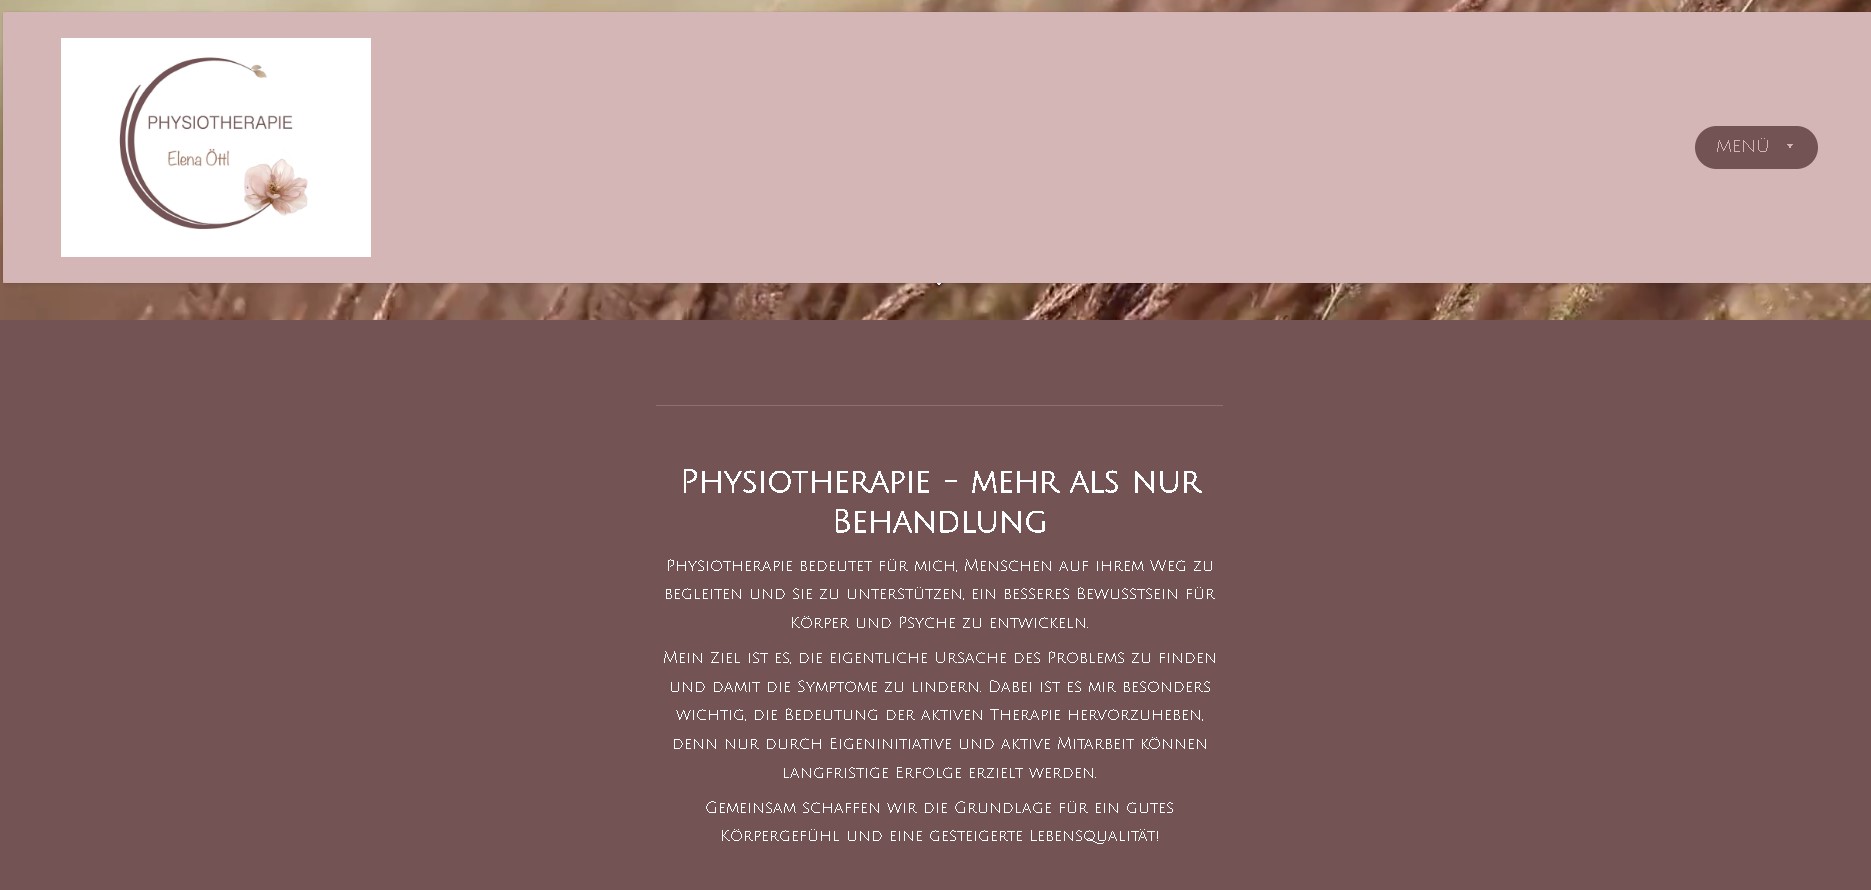 PHYSIOTHERAPIE
Elena Öttl
MENÜ
Physiotherapie - mehr als nur
Behandlung
Physiotherapie bedeutet für mich, Menschen auf ihrem Weg zu
begleiten und sie zu unterstützen, ein besseres Bewusstsein für
Körper und Psyche zu entwickeln.
Mein Ziel ist es, die eigentliche Ursache des Problems zu finden
und damit die Symptome zu lindern. Dabei ist es mir besonders
wichtig, die Bedeutung der aktiven Therapie hervorzuheben,
denn nur durch Eigeninitiative und aktive Mitarbeit können
langfristige Erfolge erzielt werden.
Gemeinsam schaffen wir die Grundlage für ein gutes
Körpergefühl und eine gesteigerte Lebensqualität!